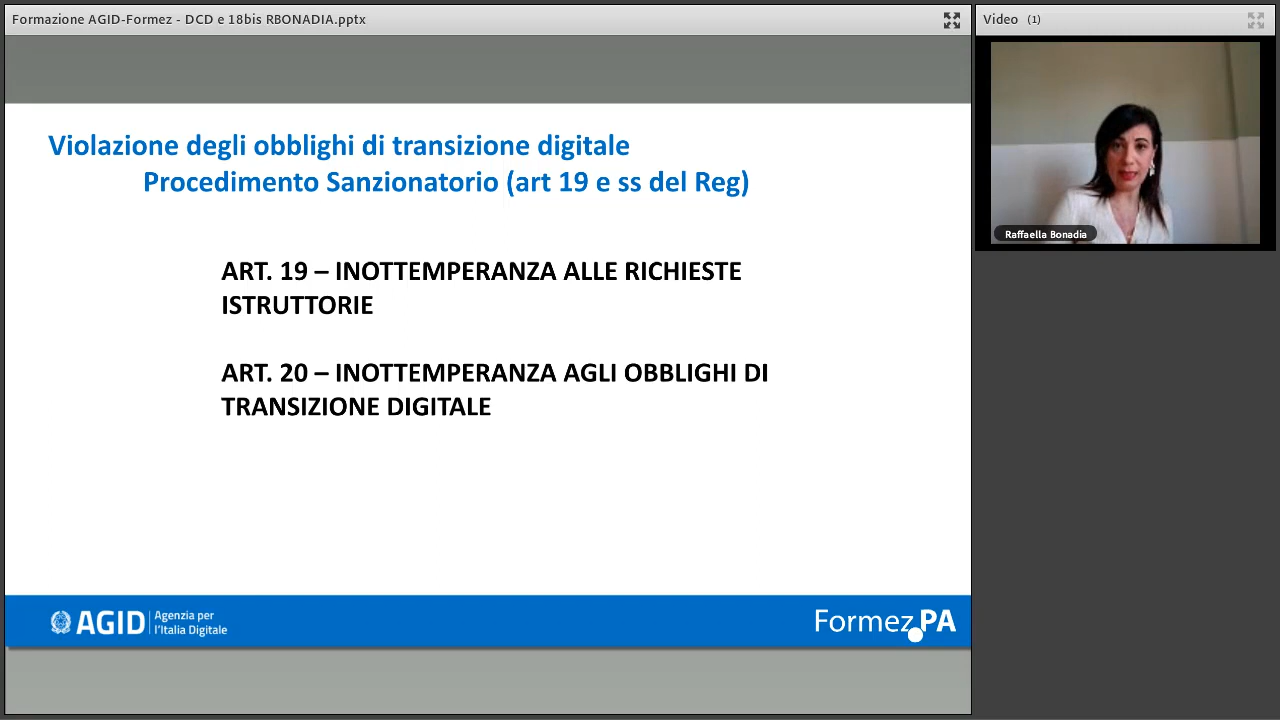 Formazione AGID-Formez - DCD e 18bis RBONADIA.pptx
Video (1)
Violazione degli obblighi di transizione digitale
Procedimento Sanzionatorio (art 19 e ss del Reg)
ART. 19 – INOTTEMPERANZA ALLE RICHIESTE
ISTRUTTORIE
ART. 20 – INOTTEMPERANZA AGLI OBBLIGHI DI
TRANSIZIONE DIGITALE
Raffaella Bonadia
AGID
Agenzia per
l'Italia Digitale
Formez PA